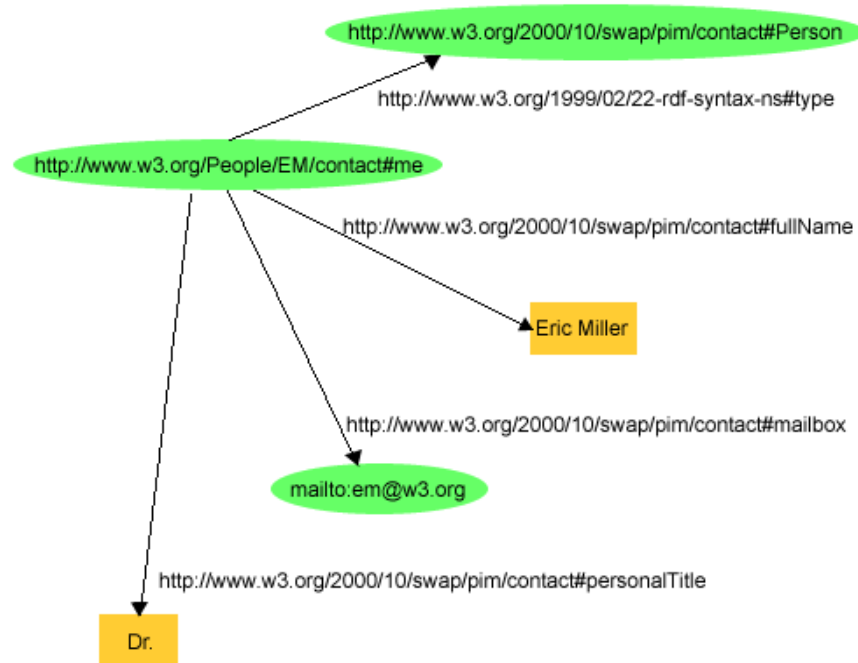 http://www.w3.org/2000/10/swap/pim/contact#Person
http://www.w3.org/1999/02/22-rdf-syntax-ns#type
http://www.w3.org/People/EM/contact#me
http://www.w3.org/2000/10/swap/pim/contact#fullName
Eric Miller
http://www.w3.org/2000/10/swap/pim/contact#mailbox
mailto:em@w3.org
http://www.w3.org/2000/10/swap/pim/contact#personalTitle
Dr.